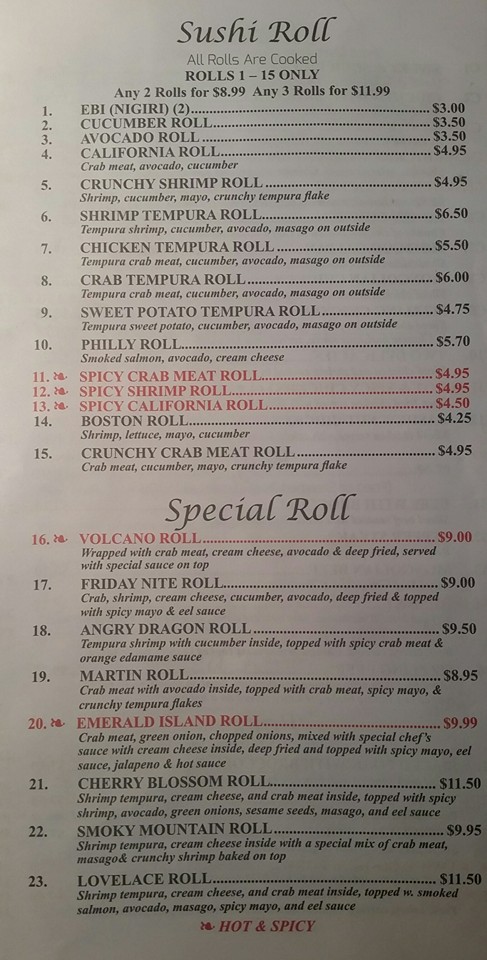 Sushi Roll
All Rolls Are Cooked
ROLLS 1 – 15 ONLY
Any 2 Rolls for $8.99 Any 3 Rolls for $11.99
1. EBI (NIGIRI) (2)........ $3.00
2. CUCUMBER ROLL........ $3.50
3. AVOCADO ROLL ........ $3.50
4. CALIFORNIA ROLL........ $4.95
Crab meat, avocado, cucumber
5. CRUNCHY SHRIMP ROLL ........ $4.95
Shrimp, cucumber, mayo, crunchy tempura flake
6. SHRIMP TEMPURA ROLL........ $6.50
Tempura shrimp, cucumber, avocado, masago on outside
7. CHICKEN TEMPURA ROLL ........ $5.50
Tempura crab meat, cucumber, avocado, masago on outside
8. CRAB TEMPURA ROLL ........ $6.00
Tempura crab meat, cucumber, avocado, masago on outside
9. SWEET POTATO TEMPURA ROLL ........ $4.75
Tempura sweet potato, cucumber, avocado, masago on outside
10. PHILLY ROLL........ $5.70
Smoked salmon, avocado, cream cheese
11. SPICY CRAB MEAT ROLL........ $4.95
12. SPICY SHRIMP ROLL........ $4.95
13. SPICY CALIFORNIA ROLL ........ $4.50
14. BOSTON ROLL........ $4.25
Shrimp, lettuce, mayo, cucumber
15. CRUNCHY CRAB MEAT ROLL ........ $4.95
Crab meat, cucumber, mayo, crunchy tempura flake
Special Roll
16. VOLCANO ROLL........ $9.00
Wrapped with crab meat, cream cheese, avocado & deep fried, served
with special sauce on top
17. FRIDAY NITE ROLL........ $9.00
Crab, shrimp, cream cheese, cucumber, avocado, deep fried & topped
with spicy mayo & eel sauce
18. ANGRY DRAGON ROLL ........ $9.50
Tempura shrimp with cucumber inside, topped with spicy crab meat &
orange edamame sauce
19. MARTIN ROLL........ $8.95
Crab meat with avocado inside, topped with crab meat, spicy mayo, &
crunchy tempura flakes
20. EMERALD ISLAND ROLL........ $9.99
Crab meat, green onion, chopped onions, mixed with special chef's
sauce with cream cheese inside, deep fried and topped with spicy mayo, eel
sauce, jalapeno & hot sauce
21. CHERRY BLOSSOM ROLL........ $11.50
Shrimp tempura, cream cheese, and crab meat inside, topped with spicy
shrimp, avocado, green onions, sesame seeds, masago, and eel sauce
22. SMOKY MOUNTAIN ROLL ........ $9.95
Shrimp tempura, cream cheese inside with a special mix of crab meat,
masago& crunchy shrimp baked on top
23. LOVELACE ROLL ........ $11.50
Shrimp tempura, cream cheese, and crab meat inside, topped w. smoked
salmon, avocado, masago, spicy mayo, and eel sauce
HOT & SPICY